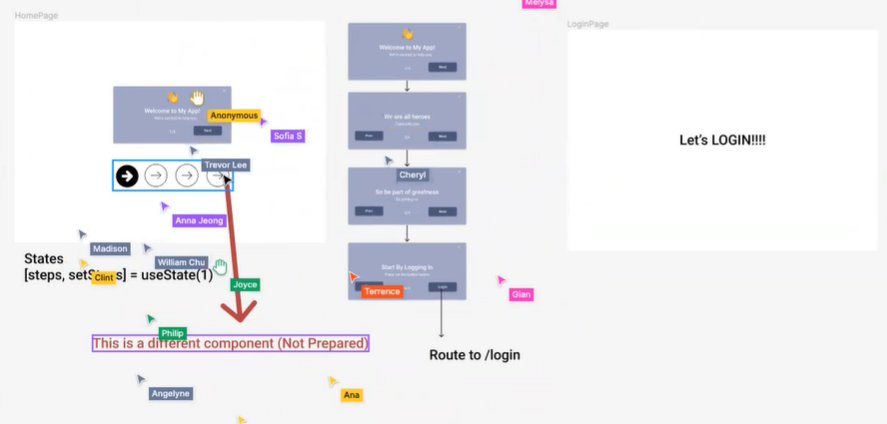 HomePage
Melysa
LoginPage
Welcome to My App!
Welcome to My App!
Next
Anonymous
Sofia S
We are all heroes
Prev
Next
Let's LOGIN!!!!
Trevor Lee
Cheryl
So be part of greatness
Prev
Next
Anna Jeong
Madison
William Chu
States
[steps, setS s] = useState(1)
Clint
Joyce
Start By Logging In
Login
Terrence
Gian
Philip
This is a different component (Not Prepared)
Route to /login
Angelyne
Ana